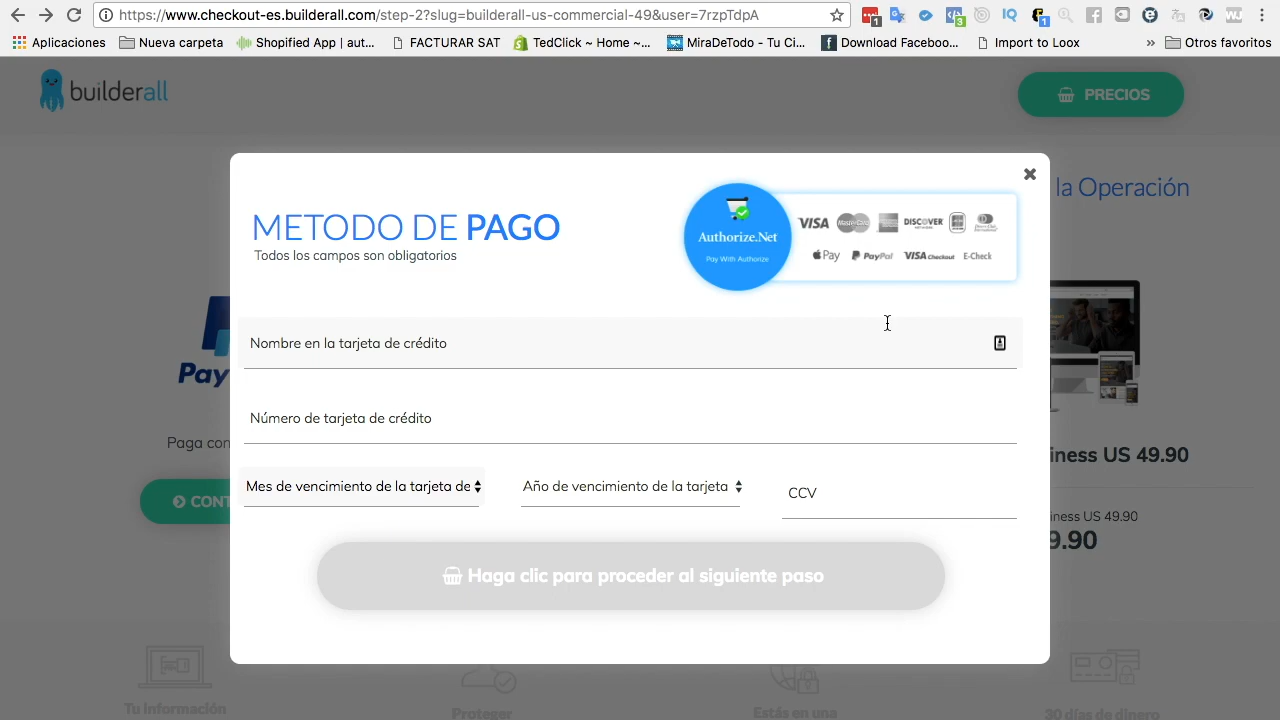 https://www.checkout-es.builderall.com/step-2?slug=builderall-us-commercial-49&user=7rzpTdpA
Aplicaciones
Nueva carpeta
Shopified App | aut...
FACTURAR SAT
TedClick ~ Home ~...
MiraDeTodo - Tu Ci...
Download Faceboo...
Import to Loox
»
Otros favoritos
builderall
PRECIOS
la Operación
METODO DE PAGO
Todos los campos son obligatorios
Authorize.Net
Pay With Authorize
VISA
MasterCard
DISCOVER
Pay
PayPal
VISA Checkout
E-Check
Nombre en la tarjeta de crédito
Número de tarjeta de crédito
Mes de vencimiento de la tarjeta de
Año de vencimiento de la tarjeta
CCV
Haga clic para proceder al siguiente paso
Pay
Paga con
CONT
iness US 49.90
iness US 49.90
9.90
Tu información
Proteger
Estás en una
30 días de dinero